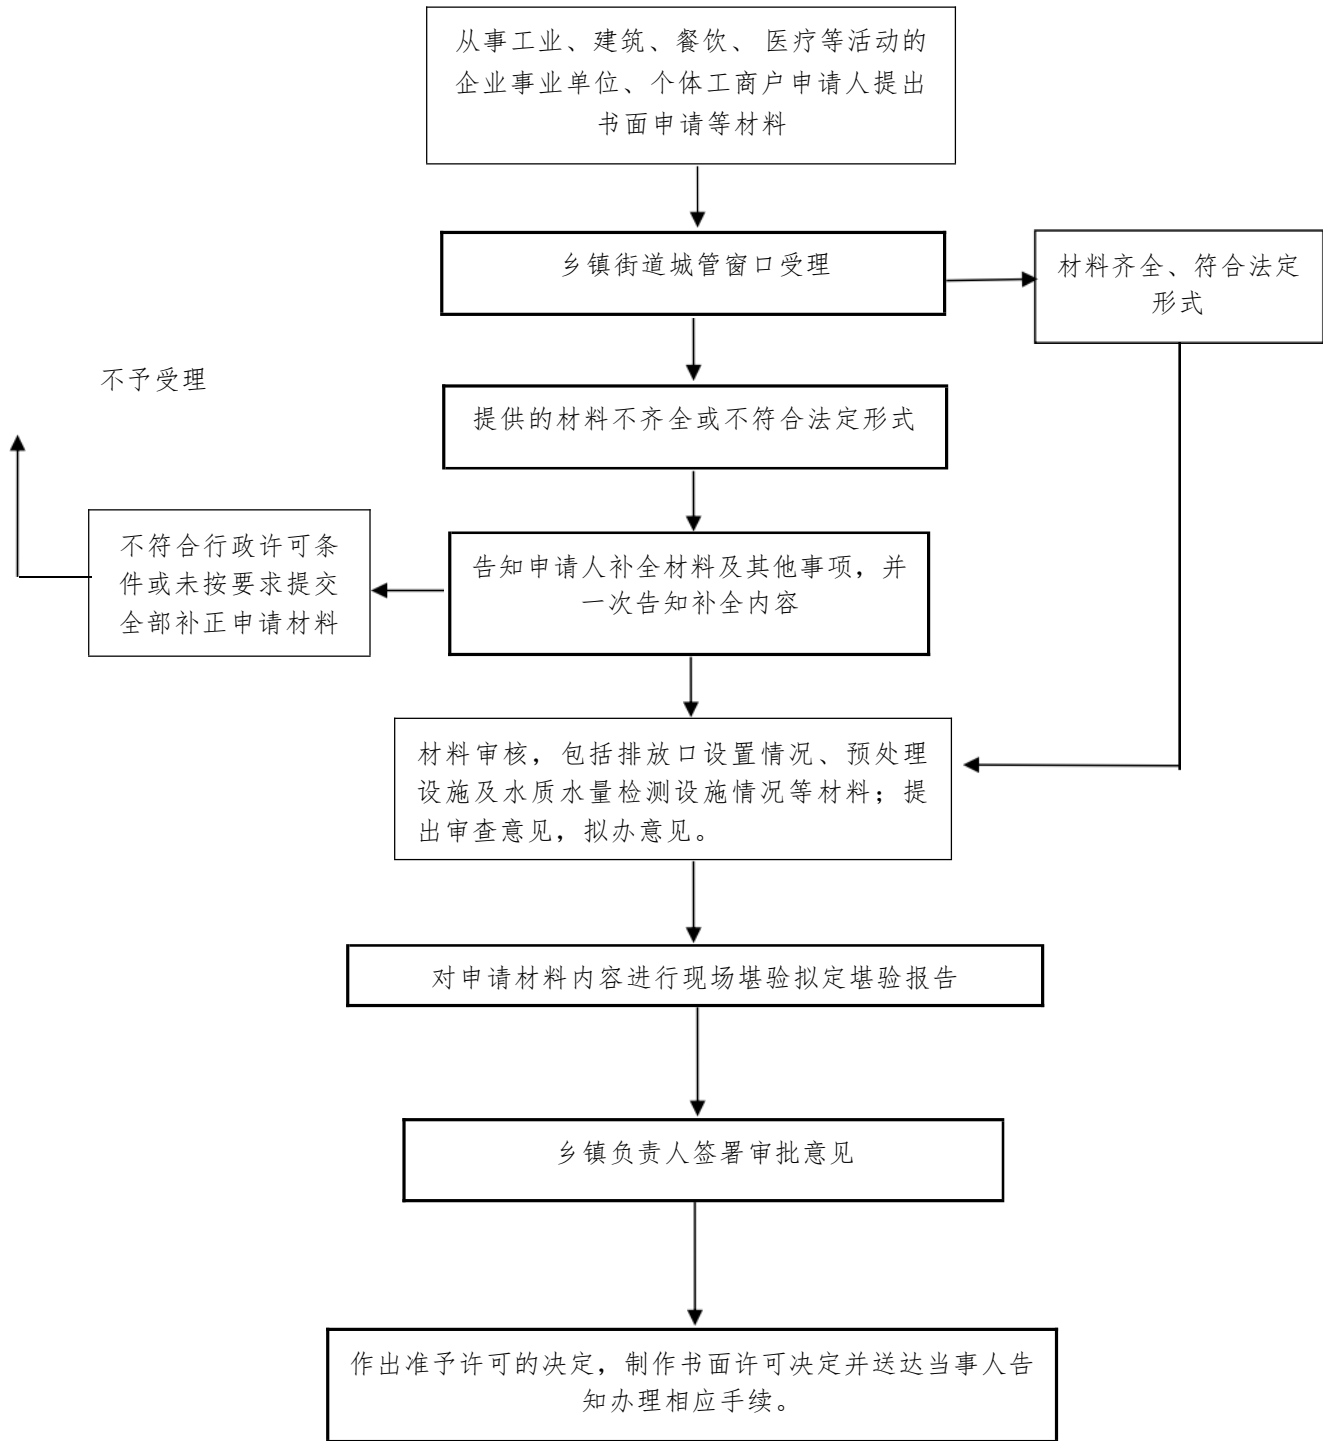 从事工业、建筑、餐饮、 医疗等活动的
企业事业单位、个体工商户申请人提出
书面申请等材料
乡镇街道城管窗口受理
材料齐全、符合法定
形式
不予受理
提供的材料不齐全或不符合法定形式
不符合行政许可条
件或未按要求提交
全部补正申请材料
告知申请人补全材料及其他事项，并
一次告知补全内容
材料审核，包括排放口设置情况、预处理
设施及水质水量检测设施情况等材料；提
出审查意见，拟办意见。
对申请材料内容进行现场堪验拟定堪验报告
乡镇负责人签署审批意见
作出准予许可的决定，制作书面许可决定并送达当事人告
知办理相应手续。